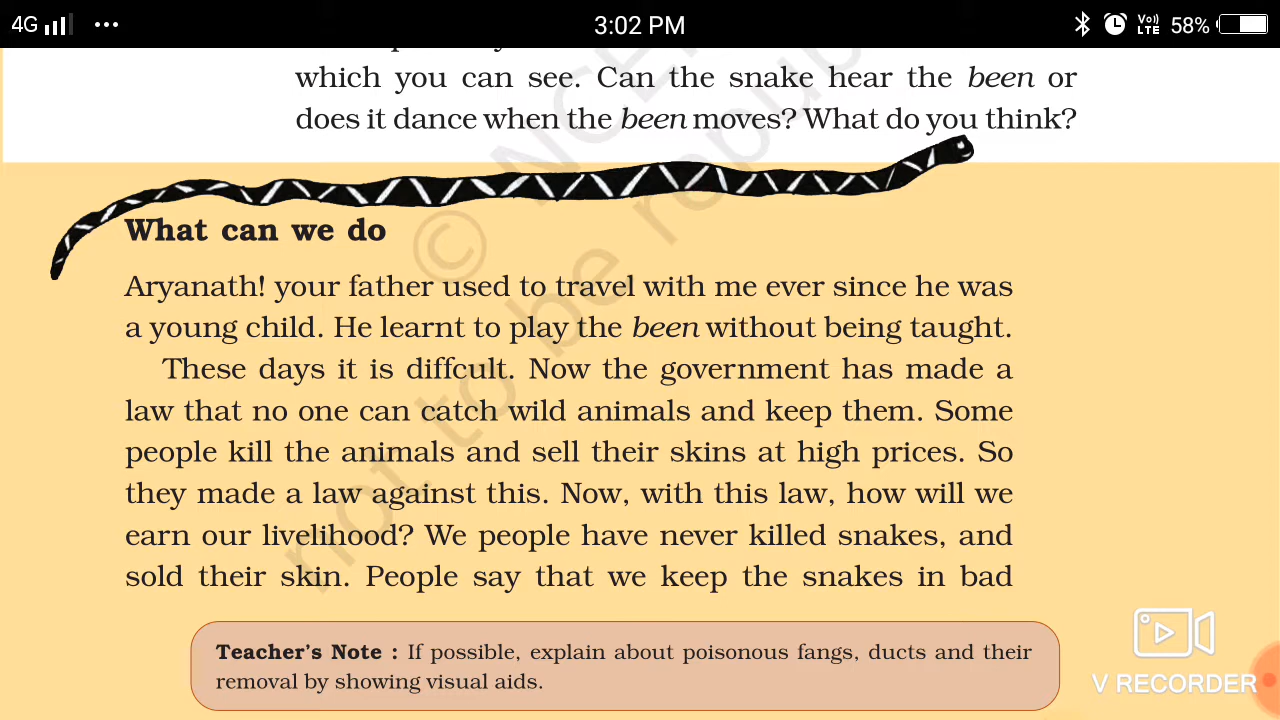 4G 3:02 PM Vo)) LTE 58%
which you can see. Can the snake hear the been or
does it dance when the been moves? What do you think?
© NCERT
not to be republ
What can we do
Aryanath! your father used to travel with me ever since he was
a young child. He learnt to play the been without being taught.
These days it is diffcult. Now the government has made a
law that no one can catch wild animals and keep them. Some
people kill the animals and sell their skins at high prices. So
they made a law against this. Now, with this law, how will we
earn our livelihood? We people have never killed snakes, and
sold their skin. People say that we keep the snakes in bad
Teacher's Note : If possible, explain about poisonous fangs, ducts and their
removal by showing visual aids.
V RECORDER